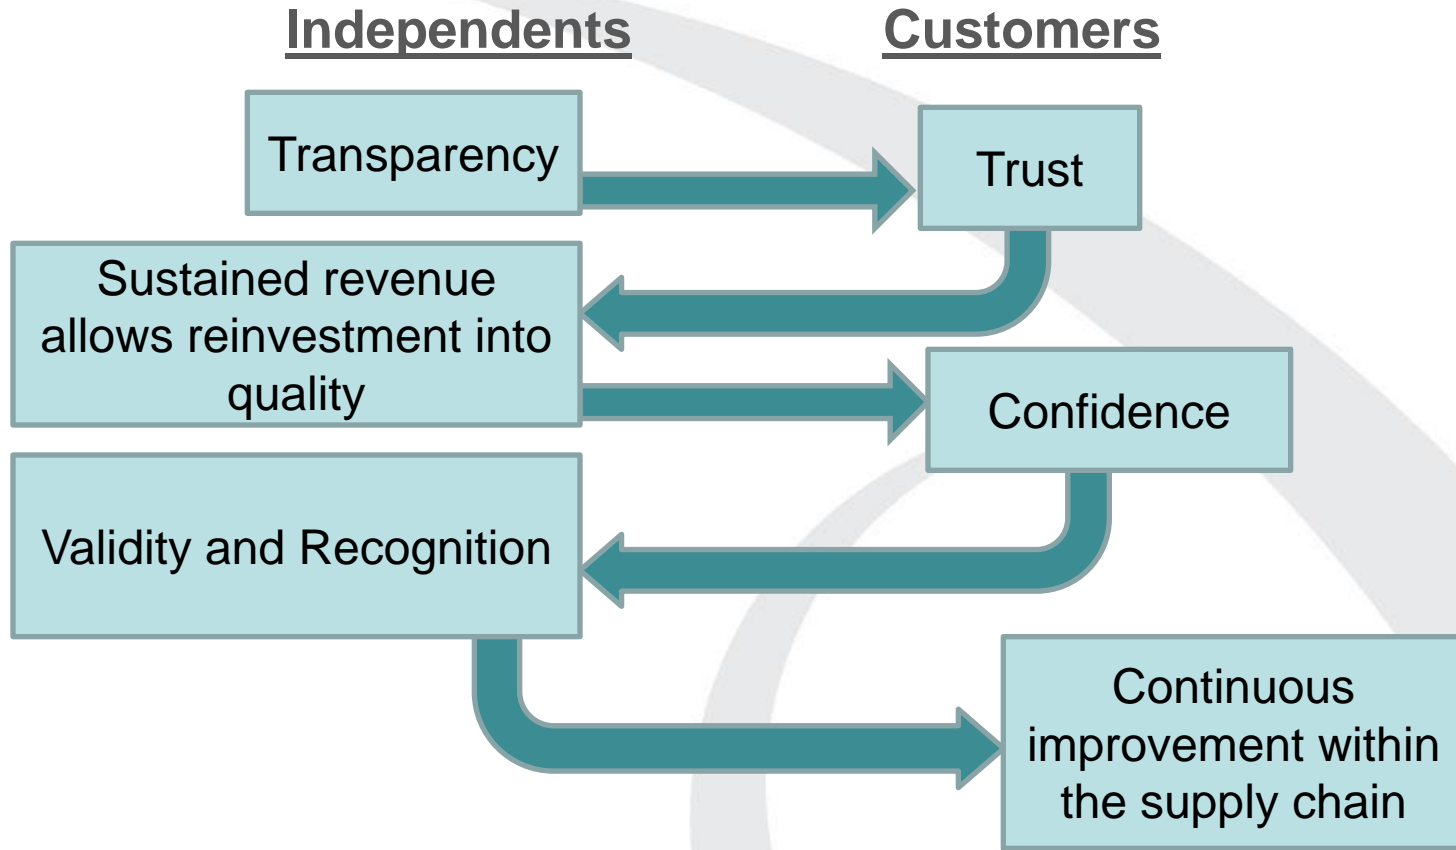 Independents
Customers
Transparency
Trust
Sustained revenue
allows reinvestment into
quality
Confidence
Validity and Recognition
Continuous
improvement within
the supply chain